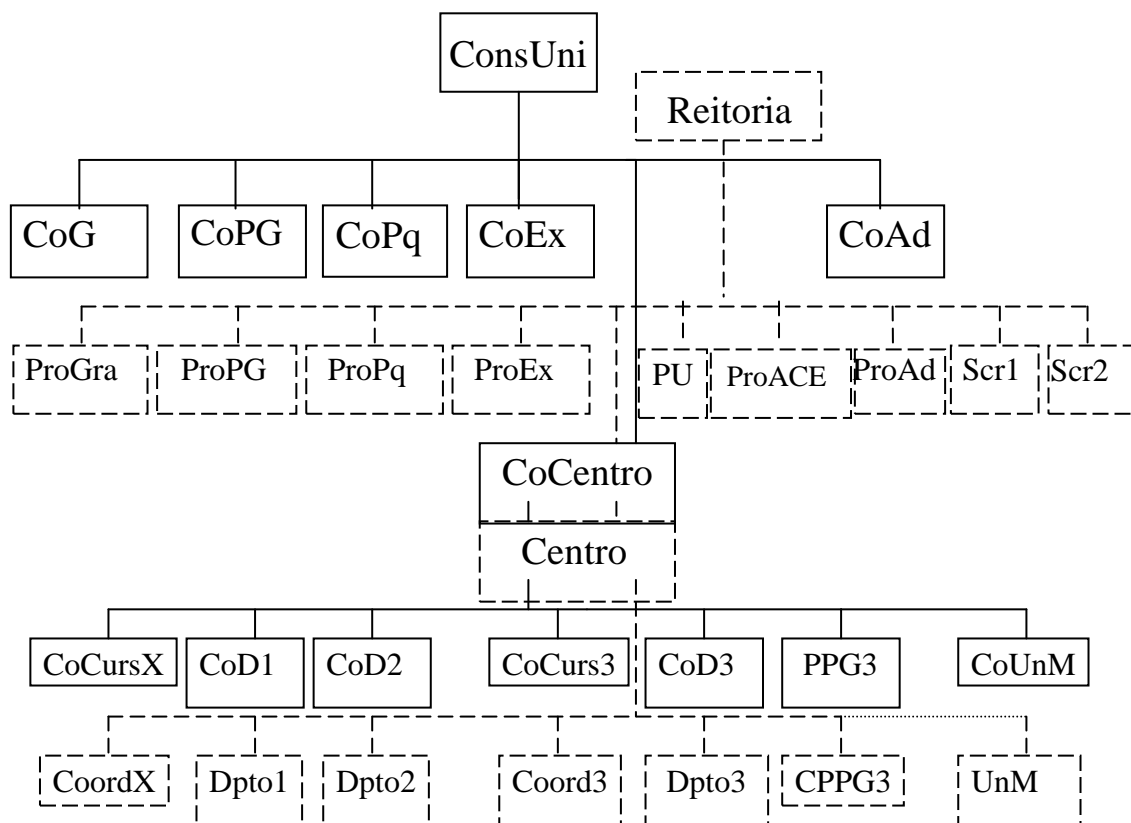 ConsUni
Reitoria
CoG CoPG CoPq CoEx CoAd
ProGra ProPG ProPq ProEx PU ProACE ProAd Scr1 Scr2
CoCentro
Centro
CoCursX CoD1 CoD2 CoCurs3 CoD3 PPG3 CoUnM
CoordX Dpto1 Dpto2 Coord3 Dpto3 CPPG3 UnM